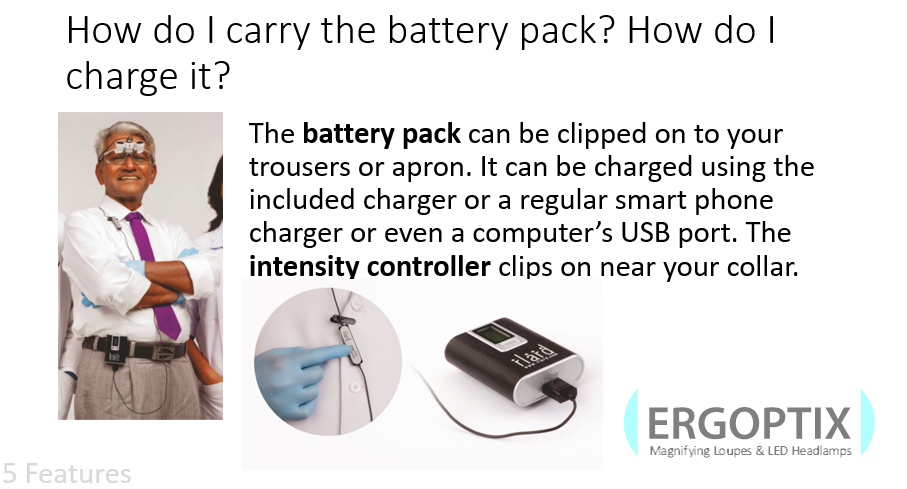 How do I carry the battery pack? How do I
charge it?
The battery pack can be clipped on to your
trousers or apron. It can be charged using the
included charger or a regular smart phone
charger or even a computer’s USB port. The
intensity controller clips on near your collar.
ERGOPTIX
Magnifying Loupes & LED Headlamps
5 Features